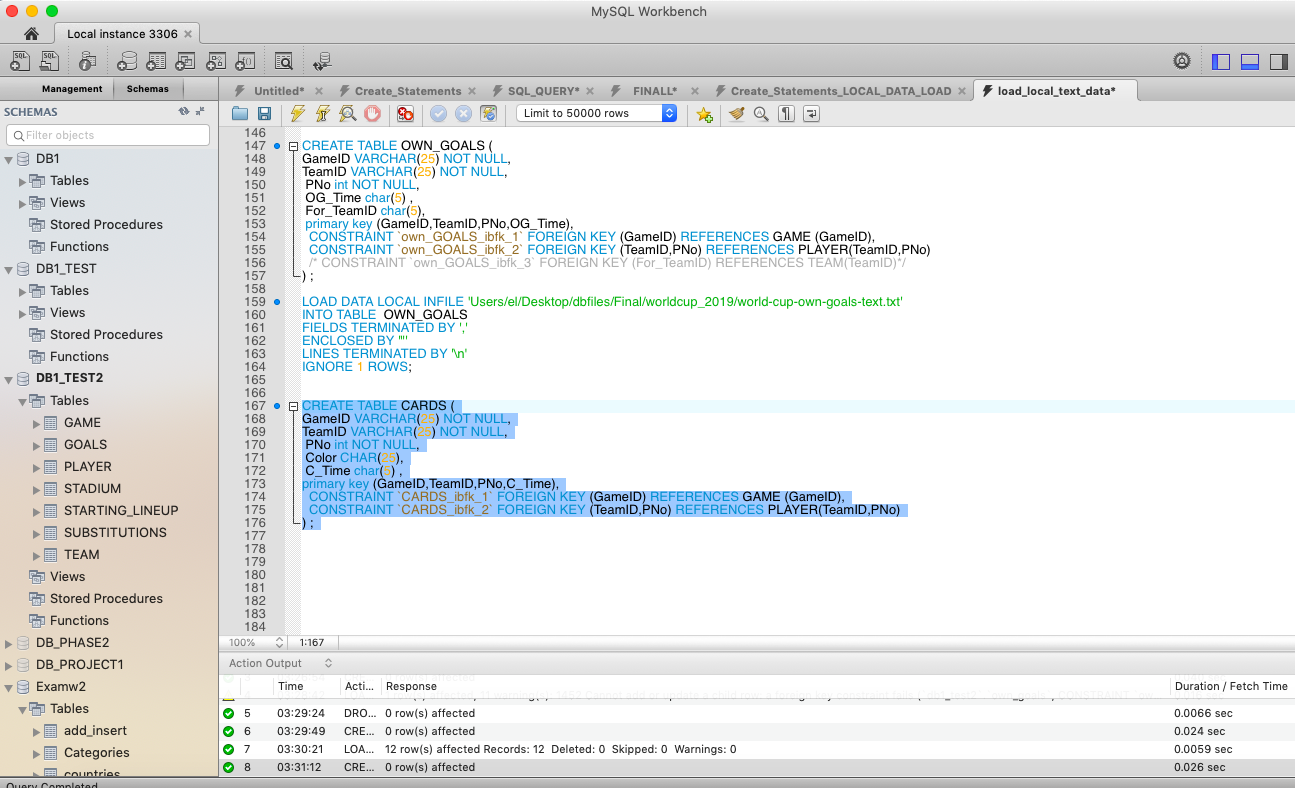 MySQL Workbench
Local instance 3306
Management Schemas
Untitled* Create_Statements SQL_QUERY* FINALL* Create_Statements_LOCAL_DATA_LOAD load_local_text_data*
SCHEMAS
Filter objects
Limit to 50000 rows
DB1
Tables
Views
Stored Procedures
Functions
DB1_TEST
Tables
Views
Stored Procedures
Functions
DB1_TEST2
Tables
GAME
GOALS
PLAYER
STADIUM
STARTING_LINEUP
SUBSTITUTIONS
TEAM
Views
Stored Procedures
Functions
DB_PHASE2
DB_PROJECT1
Examw2
Tables
add_insert
Categories
countries
146
147 CREATE TABLE OWN_GOALS (
148 GameID VARCHAR(25) NOT NULL,
149 TeamID VARCHAR(25) NOT NULL,
150 PNo int NOT NULL,
151 OG_Time char(5) ,
152 For_TeamID char(5),
153 primary key (GameID,TeamID,PNo,OG_Time),
154 CONSTRAINT `own_GOALS_ibfk_1` FOREIGN KEY (GameID) REFERENCES GAME (GameID),
155 CONSTRAINT `own_GOALS_ibfk_2` FOREIGN KEY (TeamID,PNo) REFERENCES PLAYER(TeamID,PNo)
156 /* CONSTRAINT `own_GOALS_ibfk_3` FOREIGN KEY (For_TeamID) REFERENCES TEAM(TeamID)*/
157 ) ;
158
159 LOAD DATA LOCAL INFILE 'Users/el/Desktop/dbfiles/Final/worldcup_2019/world-cup-own-goals-text.txt'
160 INTO TABLE OWN_GOALS
161 FIELDS TERMINATED BY ','
162 ENCLOSED BY '"'
163 LINES TERMINATED BY '\n'
164 IGNORE 1 ROWS;
165
166
167 CREATE TABLE CARDS (
168 GameID VARCHAR(25) NOT NULL,
169 TeamID VARCHAR(25) NOT NULL,
170 PNo int NOT NULL,
171 Color CHAR(25),
172 C_Time char(5) ,
173 primary key (GameID,TeamID,PNo,C_Time),
174 CONSTRAINT `CARDS_ibfk_1` FOREIGN KEY (GameID) REFERENCES GAME (GameID),
175 CONSTRAINT `CARDS_ibfk_2` FOREIGN KEY (TeamID,PNo) REFERENCES PLAYER(TeamID,PNo)
176 ) ;
177
178
179
180
181
182
183
184
100% 1:167
Action Output
Time Acti... Response Duration / Fetch Time
5 03:29:24 DRO... 0 row(s) affected 0.0066 sec
6 03:29:49 CRE... 0 row(s) affected 0.024 sec
7 03:30:21 LOA... 12 row(s) affected Records: 12 Deleted: 0 Skipped: 0 Warnings: 0 0.0059 sec
8 03:31:12 CRE... 0 row(s) affected 0.026 sec
Query Completed